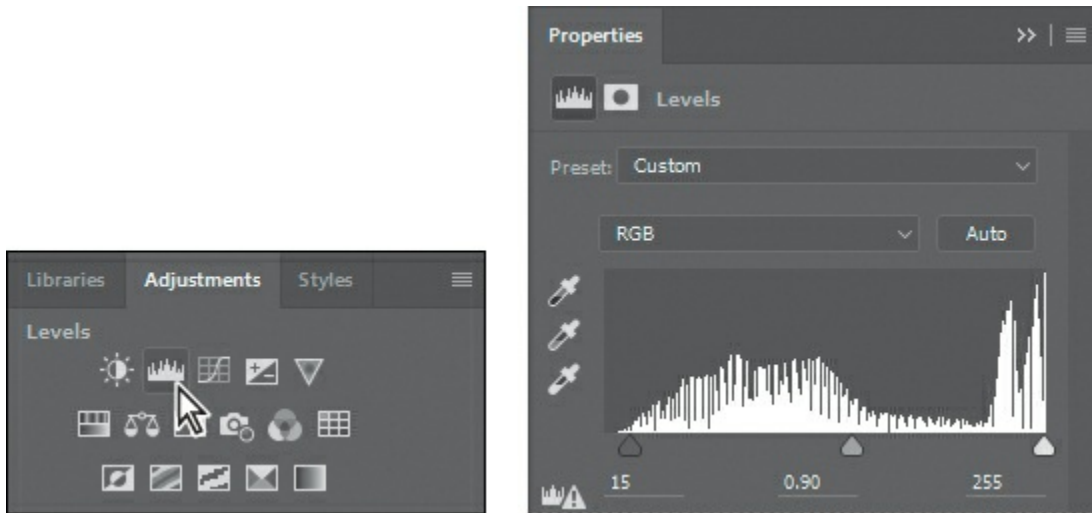 Libraries Adjustments Styles
Levels
Properties
Levels
Preset: Custom
RGB Auto
15 0.90 255